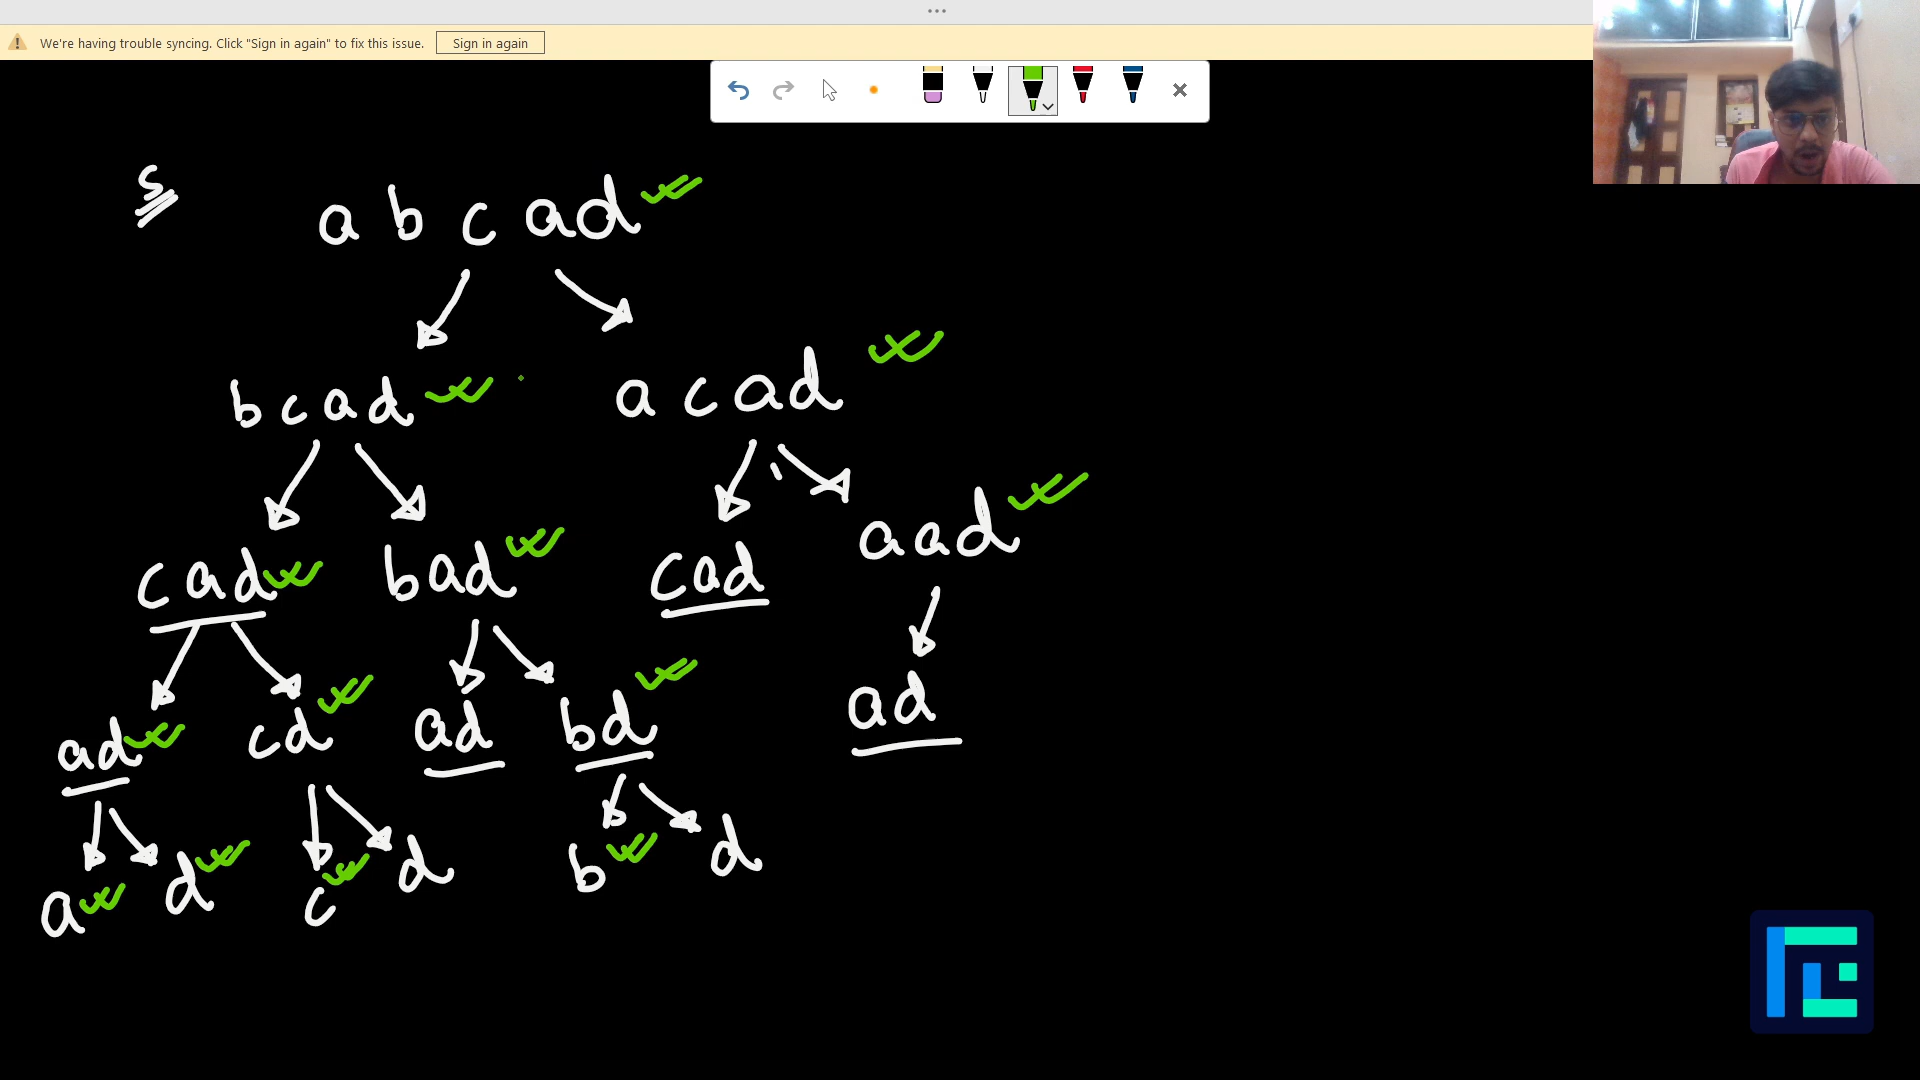 We're having trouble syncing. Click "Sign in again" to fix this issue. Sign in again
S
a b c a d
b c a d a c a d
c a d b a d c a d a a d
a d c d a d b d a d
a d c d b d